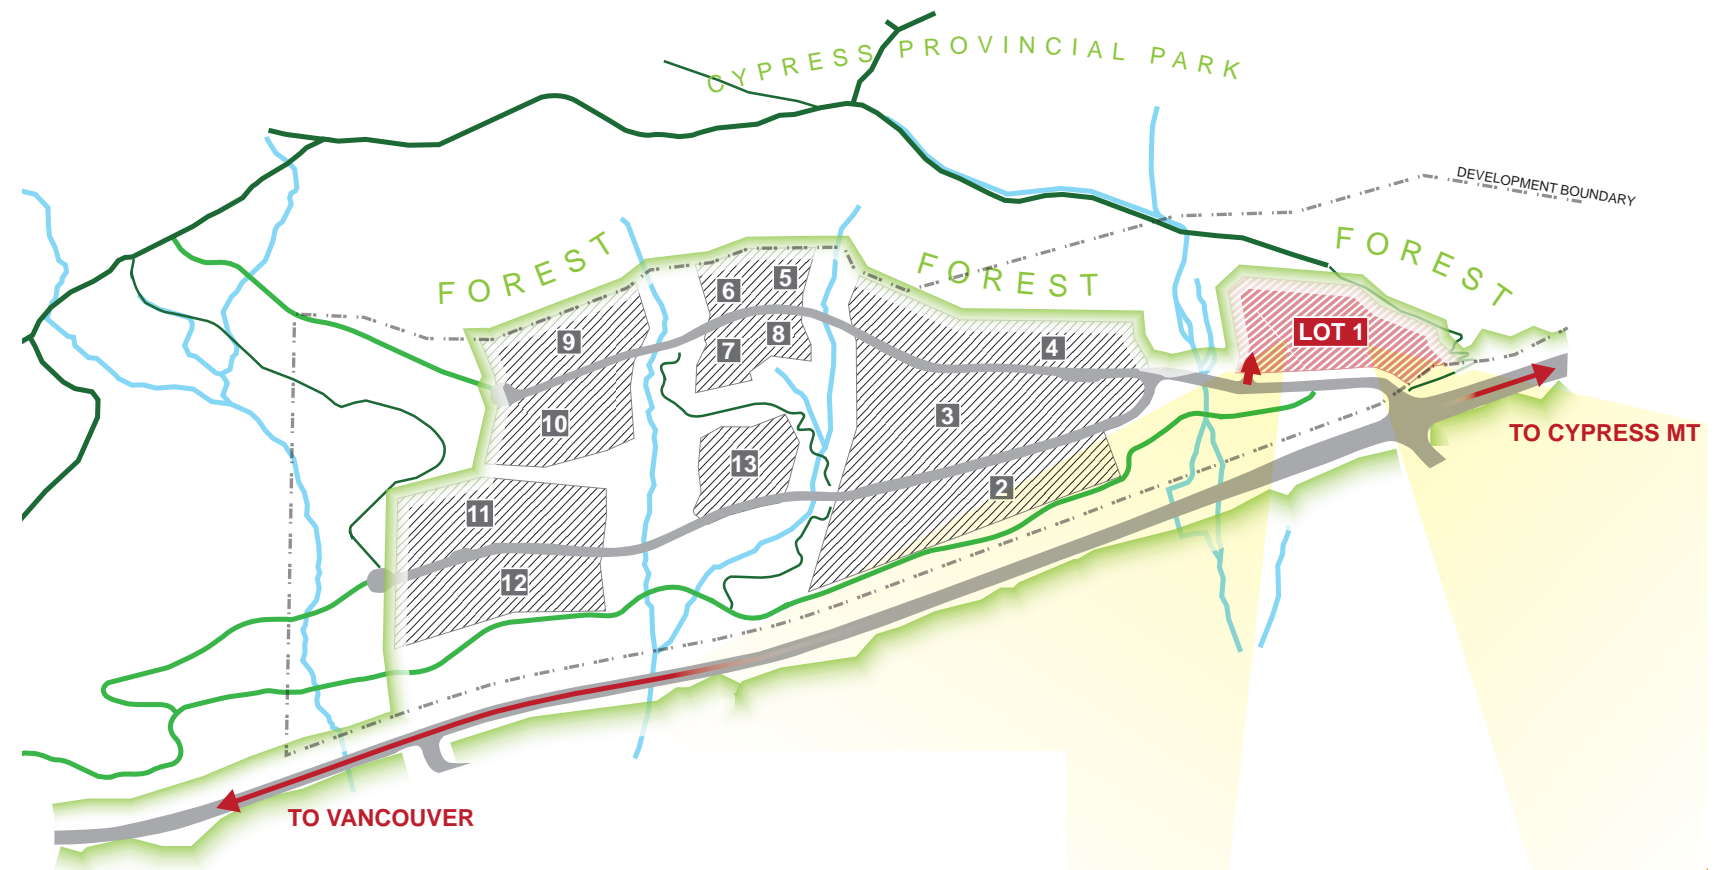 CYPRESS PROVINCIAL PARK
DEVELOPMENT BOUNDARY
FOREST
FOREST
FOREST
5
6
LOT 1
8
9
7
4
3
10
TO CYPRESS MT
13
2
11
12
TO VANCOUVER